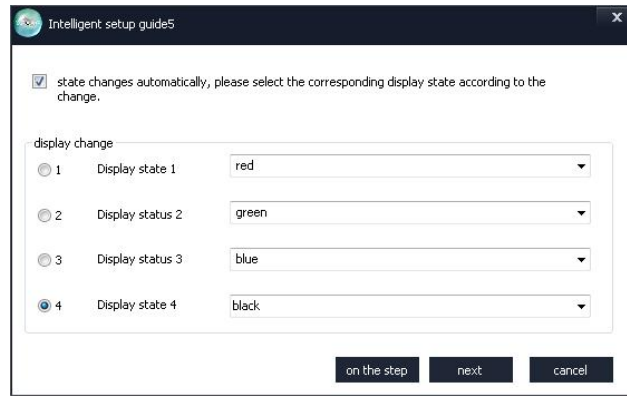 Intelligent setup guide5
x
state changes automatically, please select the corresponding display state according to the
change.
display change
1 Display state 1 red
2 Display status 2 green
3 Display status 3 blue
4 Display state 4 black
on the step next cancel